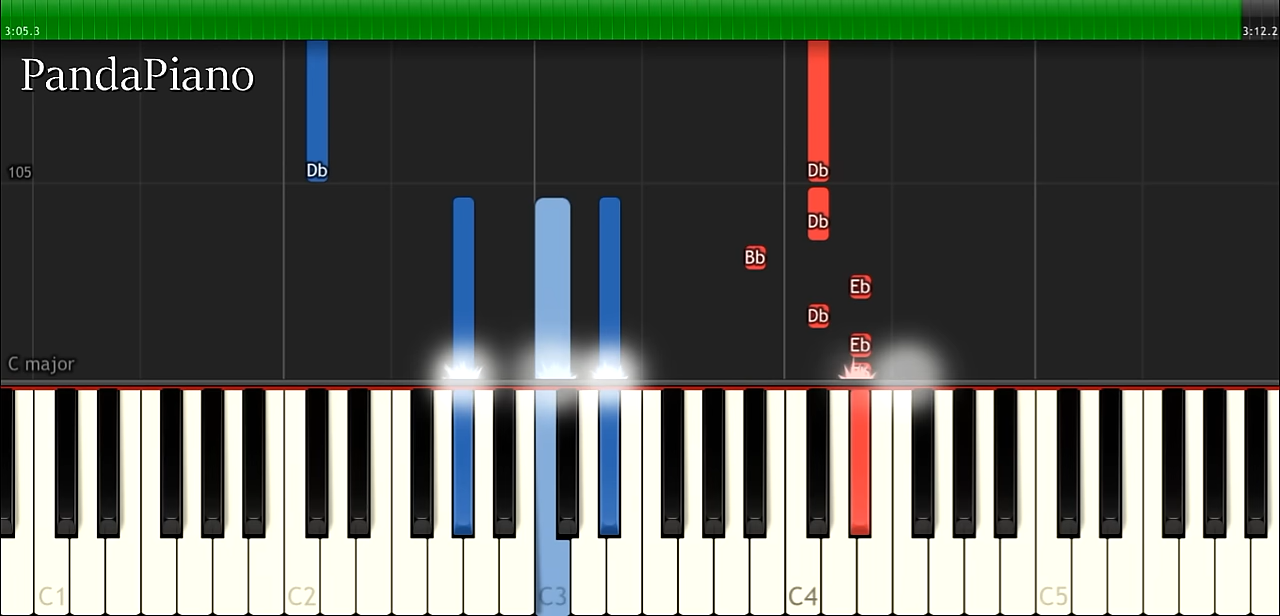 3:05.3
3:12.2
PandaPiano
Db
Db
105
Db
Bb
Eb
Db
Eb
C major
C1
C2
C3
C4
C5